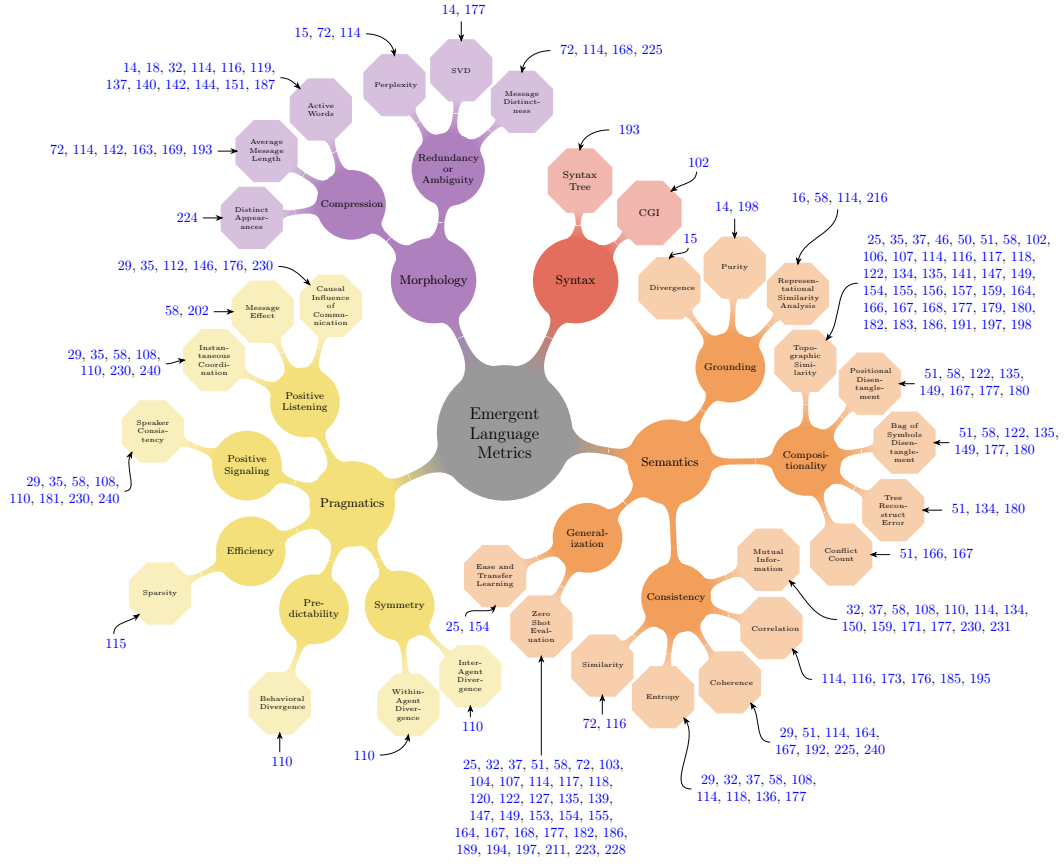 14, 177
15, 72, 114
SVD
72, 114, 168, 225
14, 18, 32, 114, 116, 119,
137, 140, 142, 144, 151, 187
Perplexity
Message
Distinct-
ness
Active
Words
72, 114, 142, 163, 169, 193
Average
Message
Length
Redundancy
or
Ambiguity
193
Syntax
Tree
102
224
Distinct
Appear-
ances
Compression
CGI
14, 198
16, 58, 114, 216
15
29, 35, 112, 146, 176, 230
Morphology
Syntax
Divergence
Purity
Represen-
tational
Similarity
Analysis
25, 35, 37, 46, 50, 51, 58, 102,
106, 107, 114, 116, 117, 118,
122, 134, 135, 141, 147, 149,
154, 155, 156, 157, 159, 164,
166, 167, 168, 177, 179, 180,
182, 183, 186, 191, 197, 198
58, 202
Message
Effect
Causal
Influence
of
Commu-
nication
29, 35, 58, 108,
110, 230, 240
Instan-
taneous
Coordi-
nation
Grounding
Topo-
graphic
Simi-
larity
Positional
Disen-
tangle-
ment
51, 58, 122, 135,
149, 167, 177, 180
Positive
Listening
Emergent
Language
Metrics
Speaker
Consis-
tency
Bag of
Symbols
Disen-
tangle-
ment
51, 58, 122, 135,
149, 177, 180
Positive
Signaling
Semantics
Composi-
tionality
29, 35, 58, 108,
110, 181, 230, 240
Pragmatics
Tree
Recon-
struct
Error
51, 134, 180
Efficiency
General-
ization
Mutual
Infor-
mation
Conflict
Count
51, 166, 167
Sparsity
Ease and
Transfer
Learning
Consistency
115
Pre-
dictability
Symmetry
25, 154
Zero
Shot
Eval-
uation
Correlation
32, 37, 58, 108, 110, 114, 134,
150, 159, 171, 177, 230, 231
Similarity
Inter-
Agent
Diver-
gence
Entropy
Coherence
114, 116, 173, 176, 185, 195
Behavioral
Divergence
Within-
Agent
Diver-
gence
110
72, 116
29, 51, 114, 164,
167, 192, 225, 240
110
110
25, 32, 37, 51, 58, 72, 103,
104, 107, 114, 117, 118,
120, 122, 127, 135, 139,
147, 149, 153, 154, 155,
164, 167, 168, 177, 182, 186,
189, 194, 197, 211, 223, 228
29, 32, 37, 58, 108,
114, 118, 136, 177